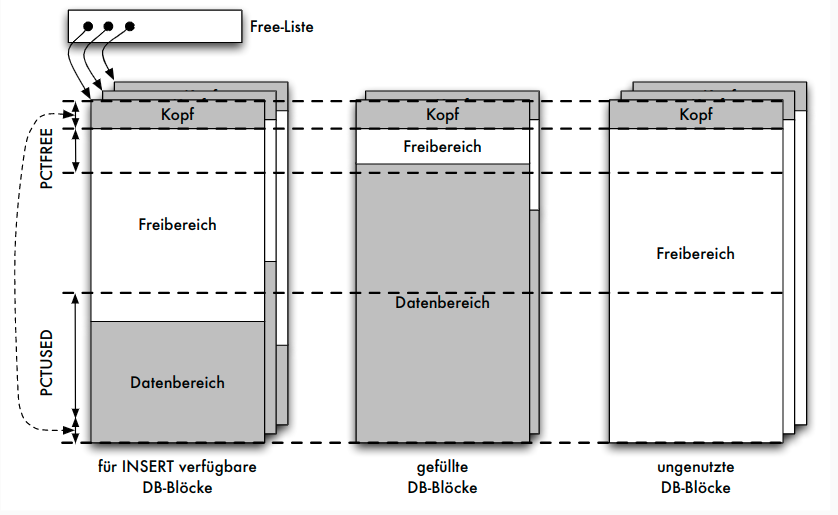 Free-Liste
Kopf
Kopf
Kopf
PCTFREE
Freibereich
Freibereich
Freibereich
Datenbereich
PCTUSED
Datenbereich
für INSERT verfügbare
DB-Blöcke
gefüllte
DB-Blöcke
ungenutzte
DB-Blöcke